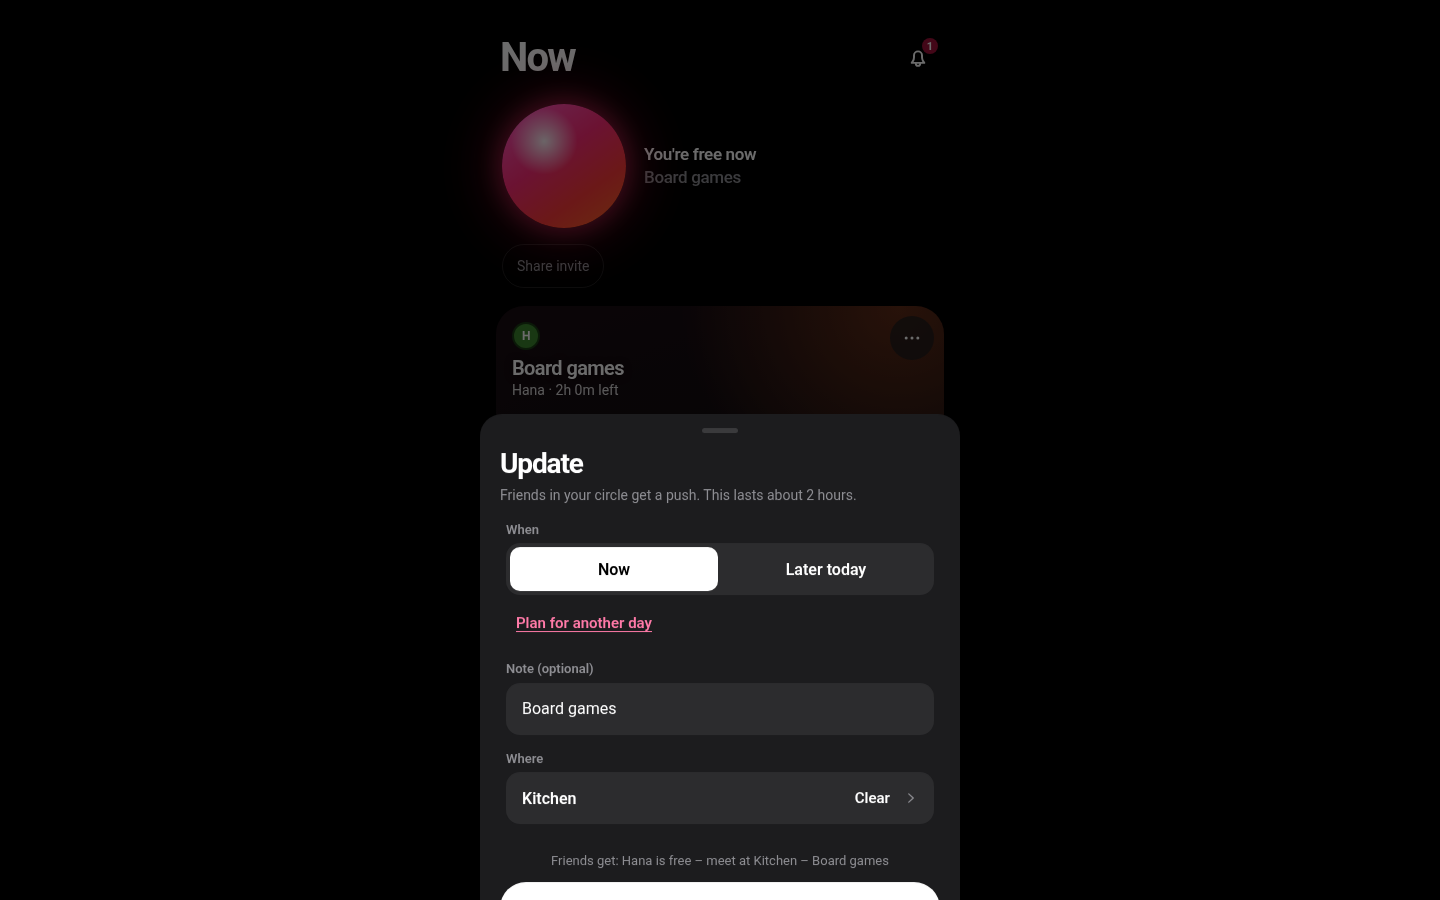 Now
1
You're free now
Board games
Share invite
H
Board games
Hana · 2h 0m left
Update
Friends in your circle get a push. This lasts about 2 hours.
When
Now
Later today
Plan for another day
Note (optional)
Board games
Where
Kitchen
Clear
Friends get: Hana is free – meet at Kitchen – Board games